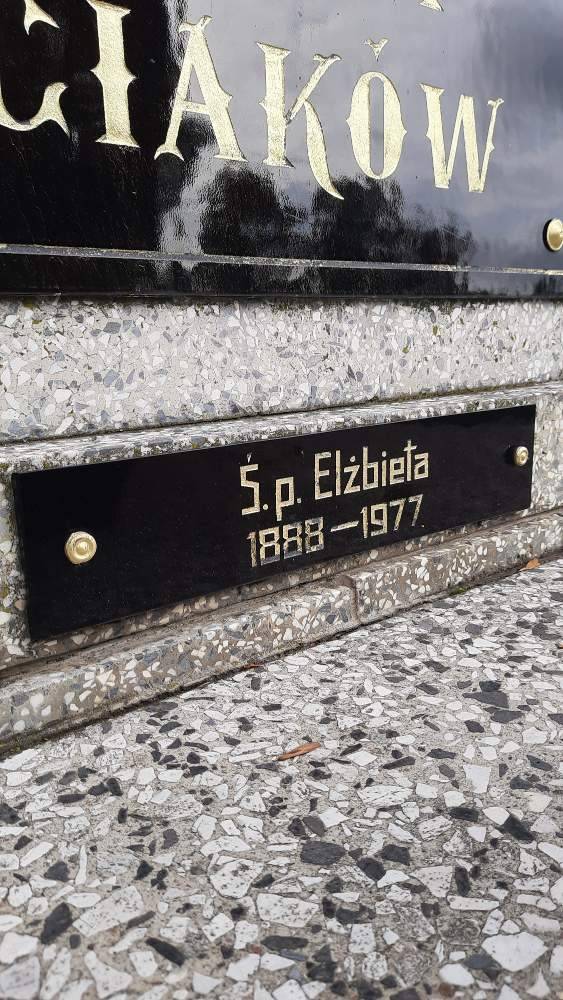 CIAKÓW
Ś.p. Elżbieta
1888–1977